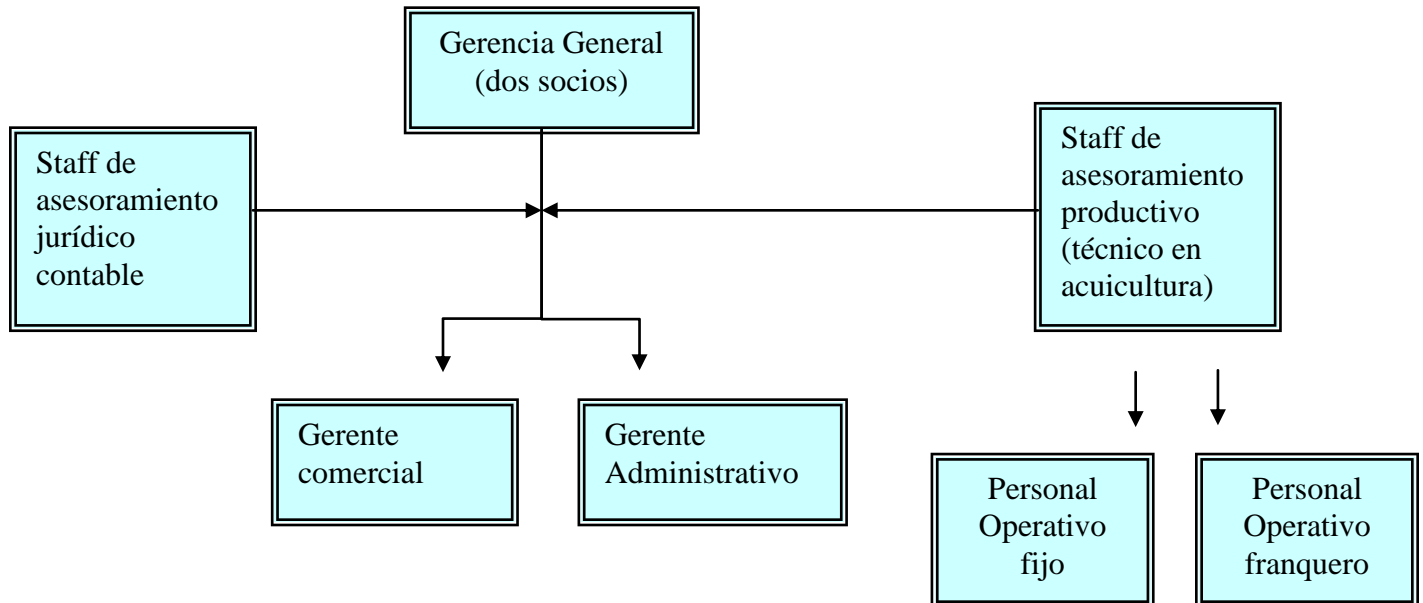 Gerencia General
(dos socios)
Staff de
asesoramiento
jurídico
contable
Staff de
asesoramiento
productivo
(técnico en
acuicultura)
Gerente
comercial
Gerente
Administrativo
Personal
Operativo
fijo
Personal
Operativo
franquero